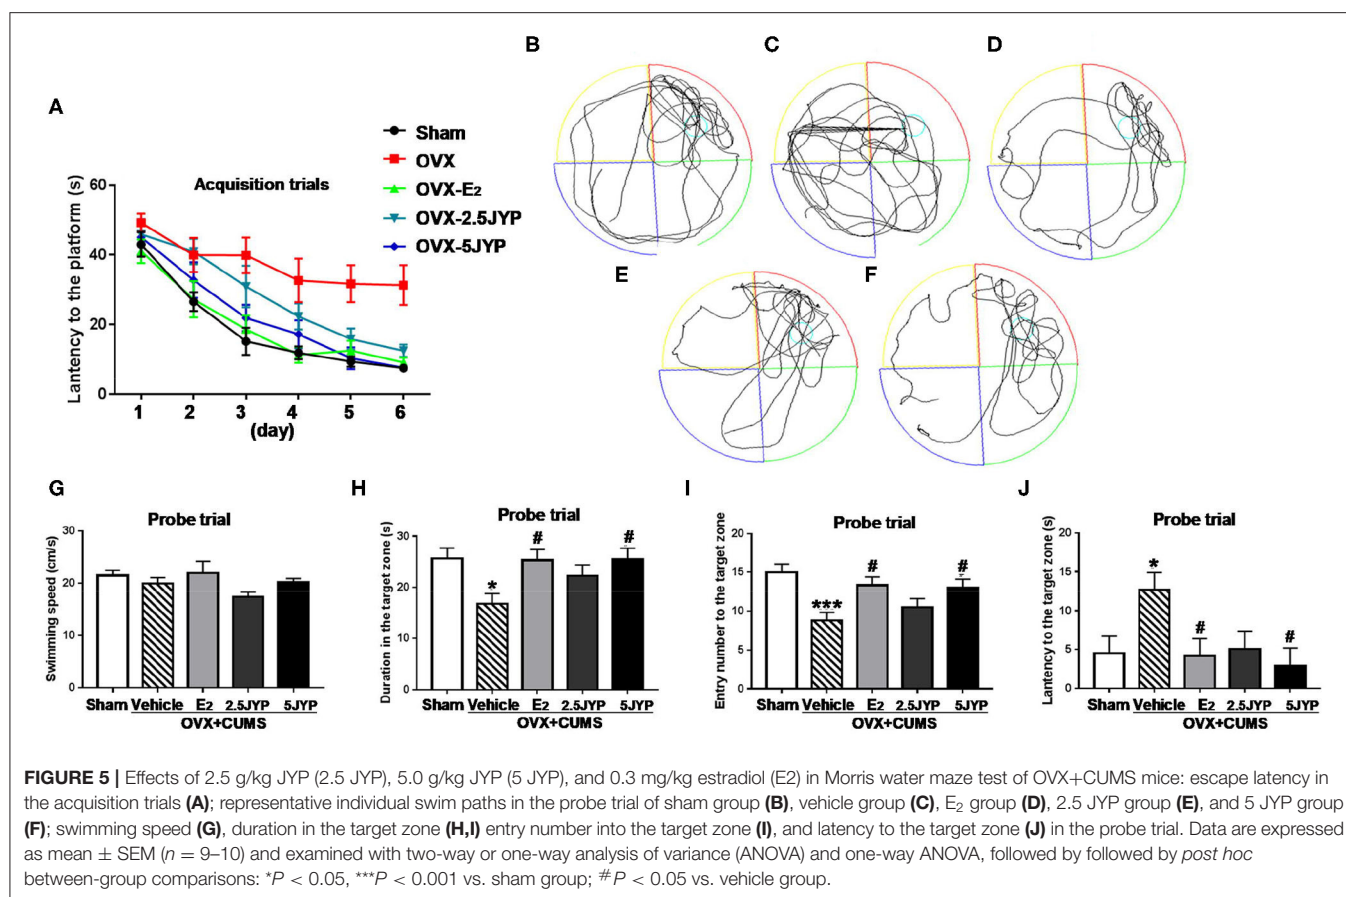 B
C
D
A
Sham
OVX
OVX-E2
OVX-2.5JYP
OVX-5JYP
Acquisition trials
Lantency to the platform (s)
60
40
20
0
1 2 3 4 5 6
(day)
E
F
G
Probe trial
Swimming speed (cm/s)
30
20
10
0
Sham Vehicle E2 2.5JYP 5JYP
OVX+CUMS
H
Probe trial
Duration in the target zone (s)
30
20
10
0
* # #
Sham Vehicle E2 2.5JYP 5JYP
OVX+CUMS
I
Probe trial
Entry number to the target zone
20
15
10
5
0
*** # #
Sham Vehicle E2 2.5JYP 5JYP
OVX+CUMS
J
Probe trial
Lantency to the target zone (s)
20
15
10
5
0
* # #
Sham Vehicle E2 2.5JYP 5JYP
OVX+CUMS
FIGURE 5 | Effects of 2.5 g/kg JYP (2.5 JYP), 5.0 g/kg JYP (5 JYP), and 0.3 mg/kg estradiol (E2) in Morris water maze test of OVX+CUMS mice: escape latency in
the acquisition trials (A); representative individual swim paths in the probe trial of sham group (B), vehicle group (C), E2 group (D), 2.5 JYP group (E), and 5 JYP group
(F); swimming speed (G), duration in the target zone (H,I) entry number into the target zone (I), and latency to the target zone (J) in the probe trial. Data are expressed
as mean ± SEM (n = 9–10) and examined with two-way or one-way analysis of variance (ANOVA) and one-way ANOVA, followed by followed by post hoc
between-group comparisons: *P < 0.05, ***P < 0.001 vs. sham group; #P < 0.05 vs. vehicle group.